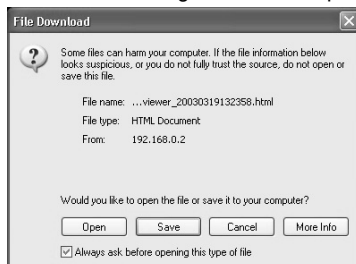 File Download
Some files can harm your computer. If the file information below
looks suspicious, or you do not fully trust the source, do not open or
save this file.
File name: ...viewer_20030319132358.html
File type: HTML Document
From: 192.168.0.2
Would you like to open the file or save it to your computer?
Open Save Cancel More Info
Always ask before opening this type of file